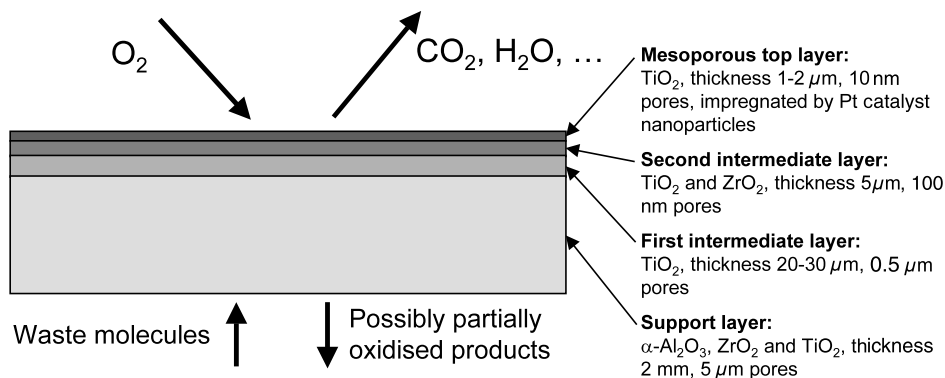 O₂
CO₂, H₂O, …
Mesoporous top layer:
TiO₂, thickness 1-2 µm, 10 nm
pores, impregnated by Pt catalyst
nanoparticles
Second intermediate layer:
TiO₂ and ZrO₂, thickness 5µm, 100
nm pores
First intermediate layer:
TiO₂, thickness 20-30 µm, 0.5 µm
pores
Support layer:
α-Al₂O₃, ZrO₂ and TiO₂, thickness
2 mm, 5 µm pores
Waste molecules
Possibly partially
oxidised products